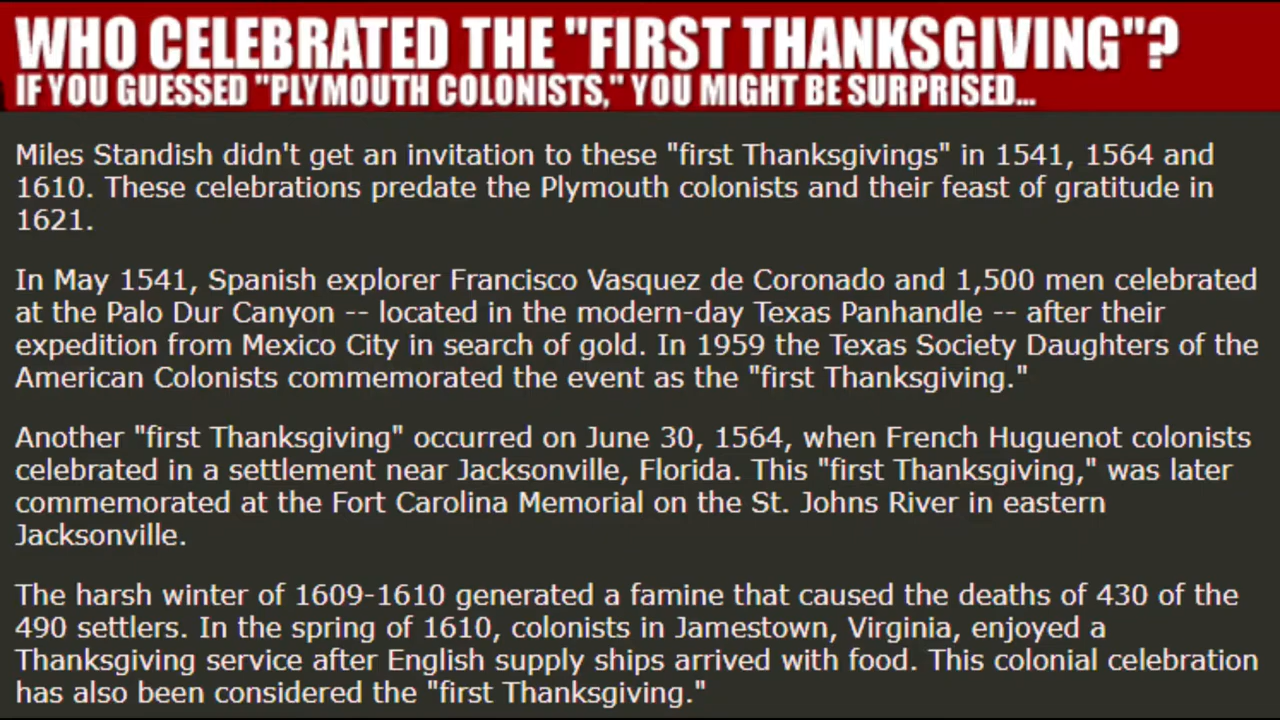 WHO CELEBRATED THE "FIRST THANKSGIVING"?
IF YOU GUESSED "PLYMOUTH COLONISTS," YOU MIGHT BE SURPRISED...
Miles Standish didn't get an invitation to these "first Thanksgivings" in 1541, 1564 and
1610. These celebrations predate the Plymouth colonists and their feast of gratitude in
1621.
In May 1541, Spanish explorer Francisco Vasquez de Coronado and 1,500 men celebrated
at the Palo Dur Canyon -- located in the modern-day Texas Panhandle -- after their
expedition from Mexico City in search of gold. In 1959 the Texas Society Daughters of the
American Colonists commemorated the event as the "first Thanksgiving."
Another "first Thanksgiving" occurred on June 30, 1564, when French Huguenot colonists
celebrated in a settlement near Jacksonville, Florida. This "first Thanksgiving," was later
commemorated at the Fort Carolina Memorial on the St. Johns River in eastern
Jacksonville.
The harsh winter of 1609-1610 generated a famine that caused the deaths of 430 of the
490 settlers. In the spring of 1610, colonists in Jamestown, Virginia, enjoyed a
Thanksgiving service after English supply ships arrived with food. This colonial celebration
has also been considered the "first Thanksgiving."